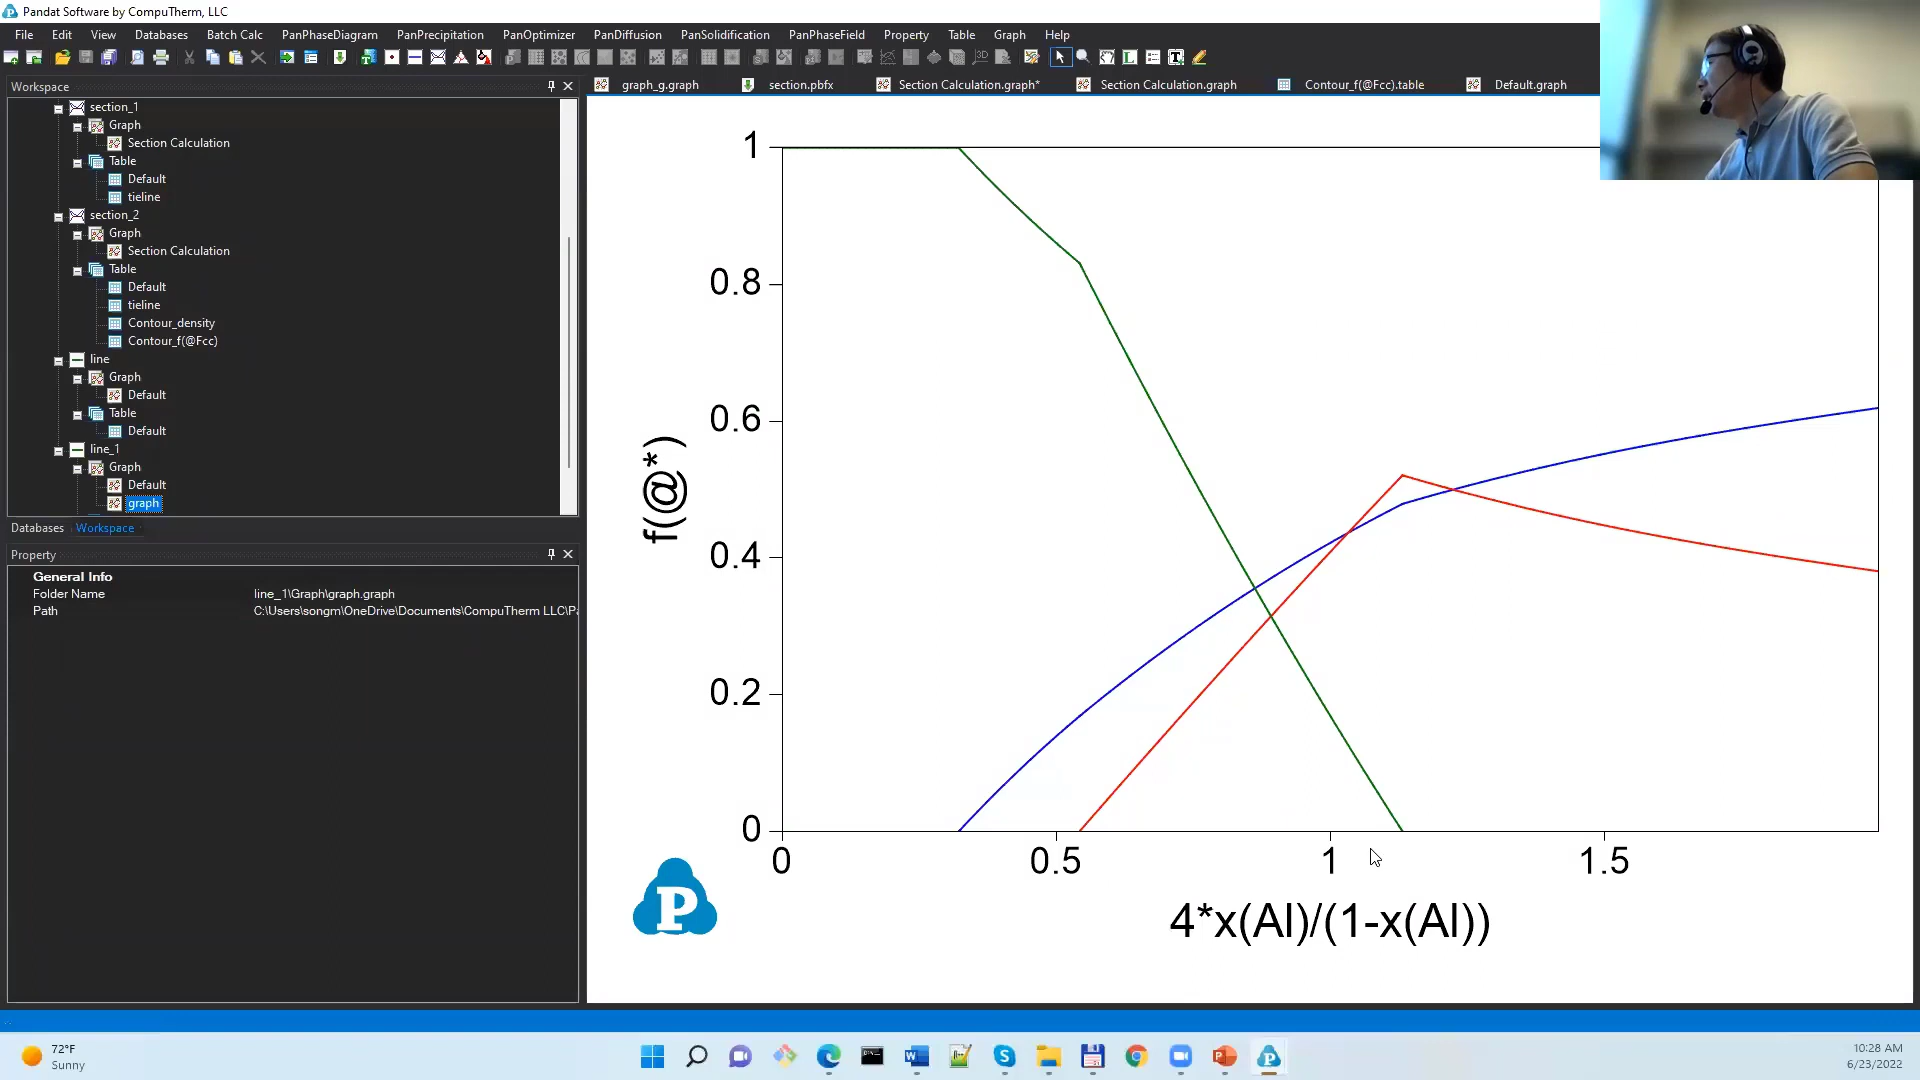 Pandat Software by CompuTherm, LLC
File Edit View Databases Batch Calc PanPhaseDiagram PanPrecipitation PanOptimizer PanDiffusion PanSolidification PanPhaseField Property Table Graph Help
Workspace
graph_g.graph section.pbfx Section Calculation.graph* Section Calculation.graph Contour_f(@Fcc).table Default.graph
section_1
Graph
Section Calculation
Table
Default
tieline
section_2
Graph
Section Calculation
Table
Default
tieline
Contour_density
Contour_f(@Fcc)
line
Graph
Default
Table
Default
line_1
Graph
Default
graph
Databases Workspace
Property
General Info
Folder Name line_1\Graph\graph.graph
Path C:\Users\songm\OneDrive\Documents\CompuTherm LLC\Pa
1
0.8
0.6
0.4
0.2
0
f(@*)
0 0.5 1 1.5
4*x(Al)/(1-x(Al))
P
72°F
Sunny
10:28 AM
6/23/2022